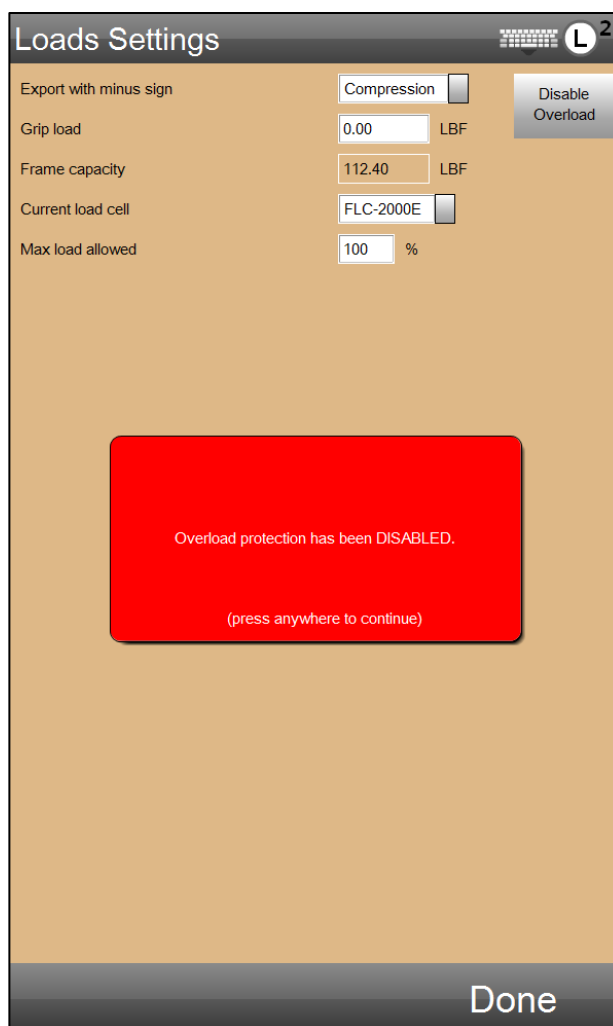 Loads Settings
L2
Export with minus sign Compression
Disable
Overload
Grip load 0.00 LBF
Frame capacity 112.40 LBF
Current load cell FLC-2000E
Max load allowed 100 %
Overload protection has been DISABLED.
(press anywhere to continue)
Done